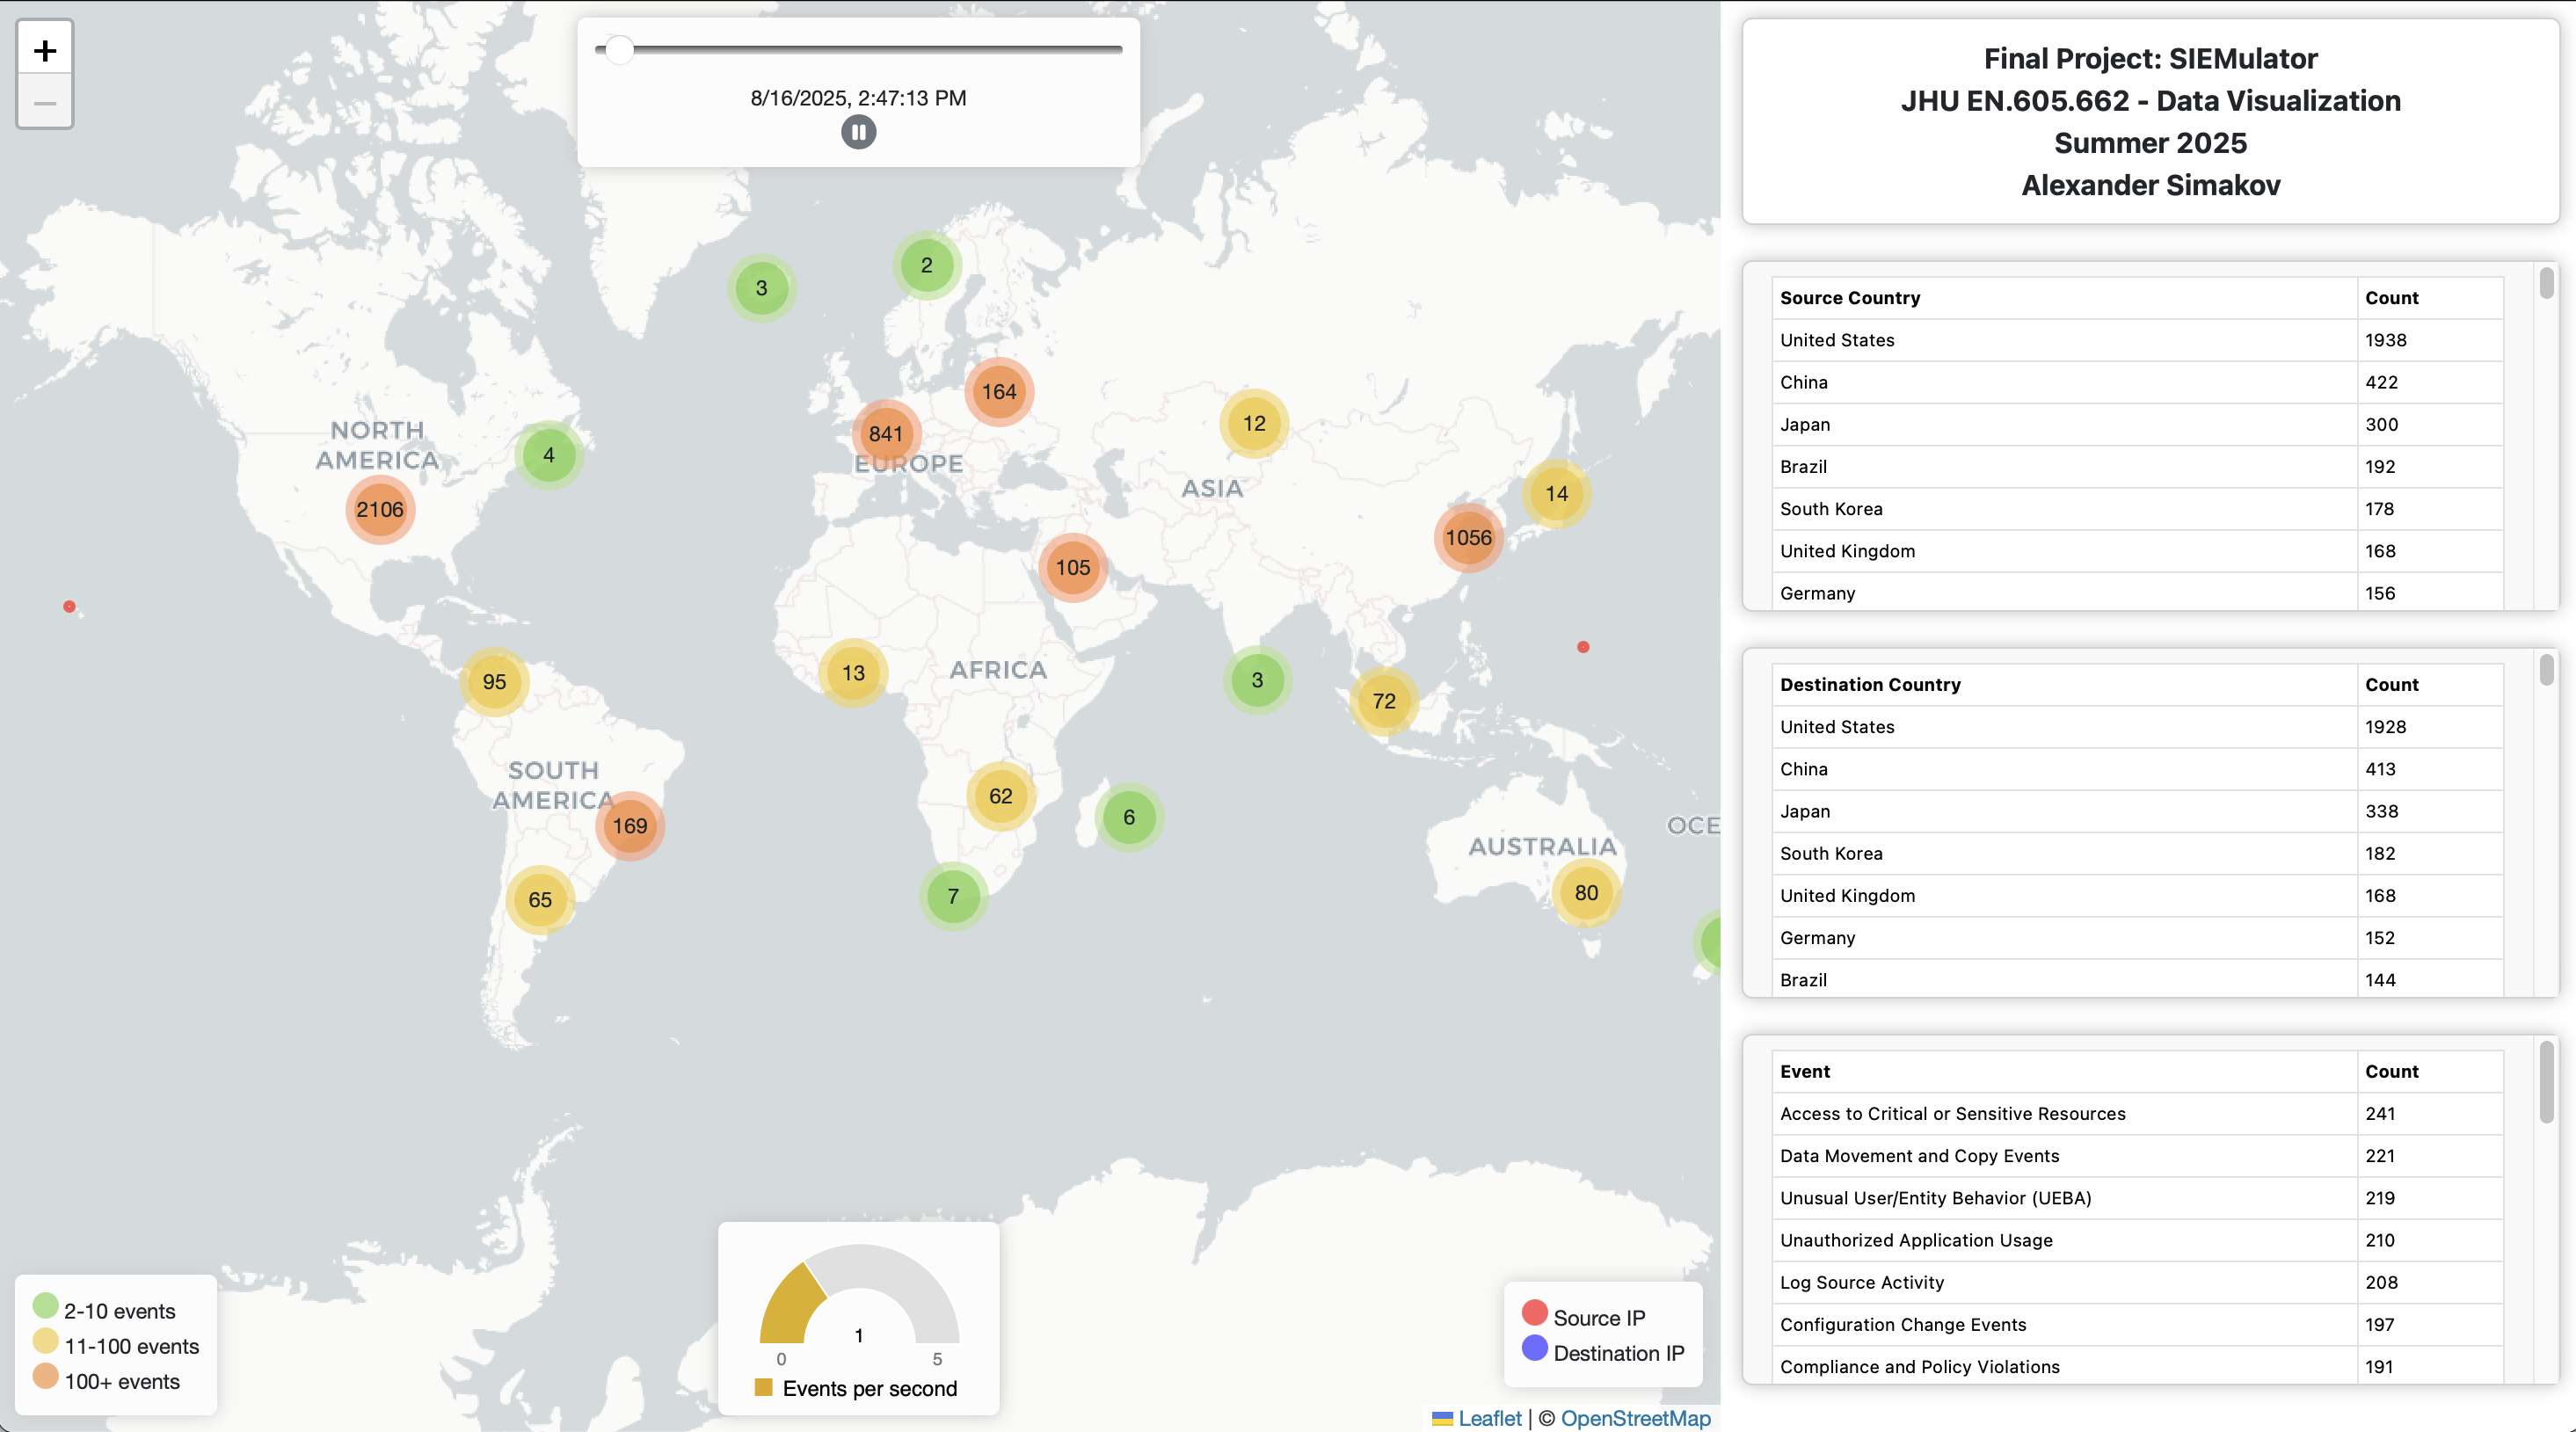 +
−
8/16/2025, 2:47:13 PM
3
2
164
841
12
NORTH
AMERICA
4
EUROPE
ASIA
14
2106
1056
105
95
13
AFRICA
3
72
SOUTH
AMERICA
62
6
169
OCE
AUSTRALIA
65
7
80
2-10 events
11-100 events
100+ events
1
0 5
Events per second
Source IP
Destination IP
Leaflet | © OpenStreetMap
Final Project: SIEMulator
JHU EN.605.662 - Data Visualization
Summer 2025
Alexander Simakov
Source Country Count
United States 1938
China 422
Japan 300
Brazil 192
South Korea 178
United Kingdom 168
Germany 156
Destination Country Count
United States 1928
China 413
Japan 338
South Korea 182
United Kingdom 168
Germany 152
Brazil 144
Event Count
Access to Critical or Sensitive Resources 241
Data Movement and Copy Events 221
Unusual User/Entity Behavior (UEBA) 219
Unauthorized Application Usage 210
Log Source Activity 208
Configuration Change Events 197
Compliance and Policy Violations 191